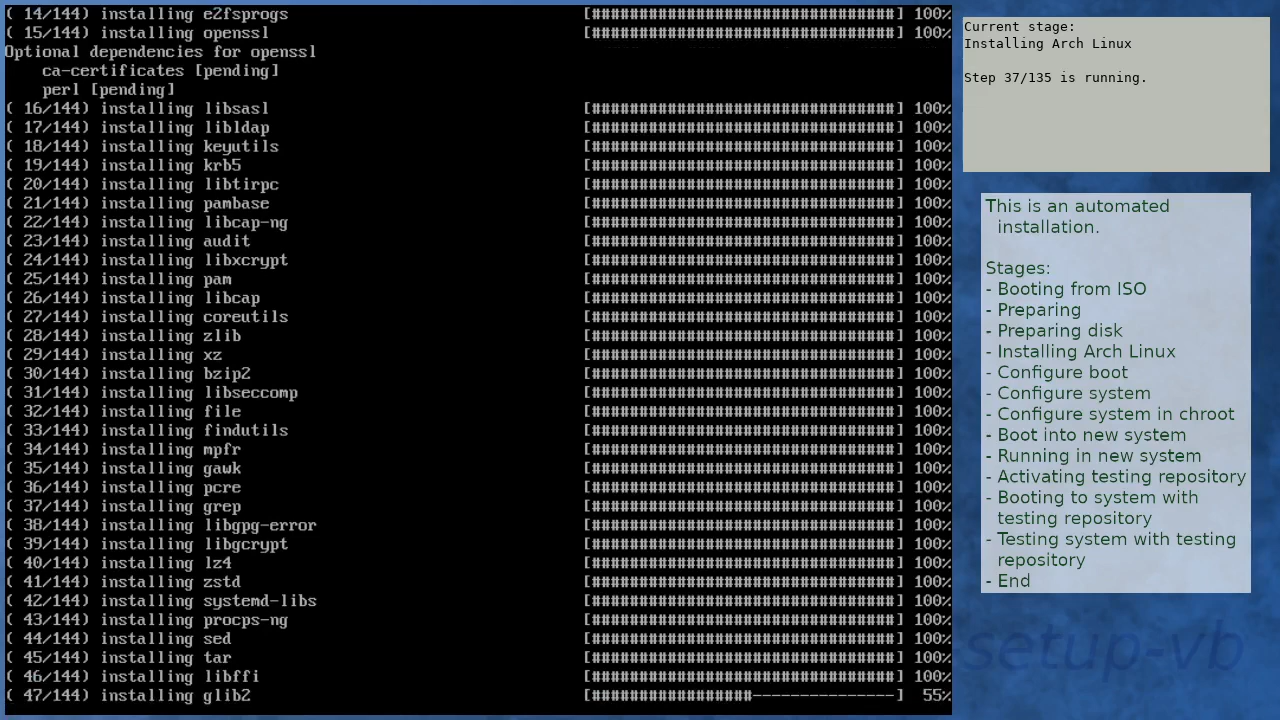 ( 14/144) installing e2fsprogs [################################] 100%
( 15/144) installing openssl [################################] 100%
Optional dependencies for openssl
    ca-certificates [pending]
    perl [pending]
( 16/144) installing libsasl [################################] 100%
( 17/144) installing libldap [################################] 100%
( 18/144) installing keyutils [################################] 100%
( 19/144) installing krb5 [################################] 100%
( 20/144) installing libtirpc [################################] 100%
( 21/144) installing pambase [################################] 100%
( 22/144) installing libcap-ng [################################] 100%
( 23/144) installing audit [################################] 100%
( 24/144) installing libxcrypt [################################] 100%
( 25/144) installing pam [################################] 100%
( 26/144) installing libcap [################################] 100%
( 27/144) installing coreutils [################################] 100%
( 28/144) installing zlib [################################] 100%
( 29/144) installing xz [################################] 100%
( 30/144) installing bzip2 [################################] 100%
( 31/144) installing libseccomp [################################] 100%
( 32/144) installing file [################################] 100%
( 33/144) installing findutils [################################] 100%
( 34/144) installing mpfr [################################] 100%
( 35/144) installing gawk [################################] 100%
( 36/144) installing pcre [################################] 100%
( 37/144) installing grep [################################] 100%
( 38/144) installing libgpg-error [################################] 100%
( 39/144) installing libgcrypt [################################] 100%
( 40/144) installing lz4 [################################] 100%
( 41/144) installing zstd [################################] 100%
( 42/144) installing systemd-libs [################################] 100%
( 43/144) installing procps-ng [################################] 100%
( 44/144) installing sed [################################] 100%
( 45/144) installing tar [################################] 100%
( 46/144) installing libffi [################################] 100%
( 47/144) installing glib2 [#################---------------] 55%
Current stage:
Installing Arch Linux
Step 37/135 is running.
This is an automated
installation.
Stages:
- Booting from ISO
- Preparing
- Preparing disk
- Installing Arch Linux
- Configure boot
- Configure system
- Configure system in chroot
- Boot into new system
- Running in new system
- Activating testing repository
- Booting to system with
testing repository
- Testing system with testing
repository
- End
setup-vb